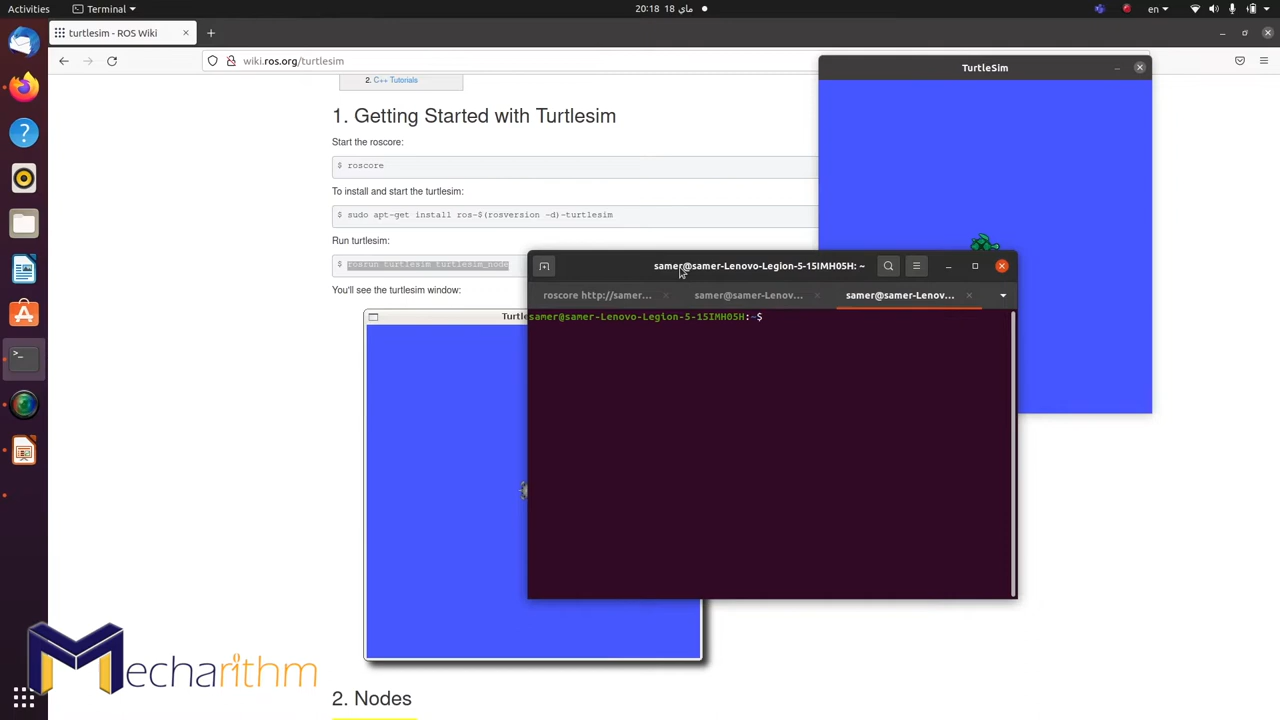 Activities
Terminal
20:18 18 ماي
en
turtlesim - ROS Wiki
wiki.ros.org/turtlesim
2. C++ Tutorials
1. Getting Started with Turtlesim
Start the roscore:
$ roscore
To install and start the turtlesim:
$ sudo apt-get install ros-$(rosversion -d)-turtlesim
Run turtlesim:
$ rosrun turtlesim turtlesim_node
You'll see the turtlesim window:
TurtleSim
samer@samer-Lenovo-Legion-5-15IMH05H: ~
roscore http://samer...
samer@samer-Lenov...
samer@samer-Lenov...
samer@samer-Lenovo-Legion-5-15IMH05H:~$
2. Nodes
Mecharithm